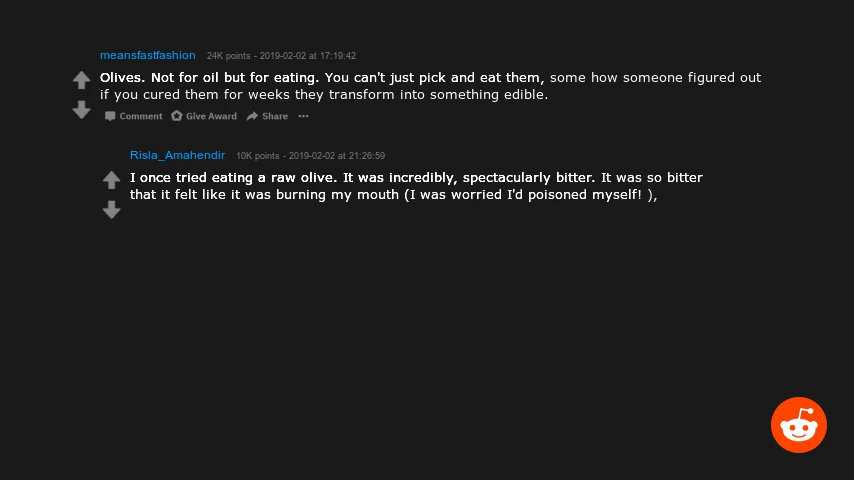 meansfastfashion 24K points - 2019-02-02 at 17:19:42
Olives. Not for oil but for eating. You can't just pick and eat them, some how someone figured out
if you cured them for weeks they transform into something edible.
Comment Give Award Share ...
Risla_Amahendir 10K points - 2019-02-02 at 21:26:59
I once tried eating a raw olive. It was incredibly, spectacularly bitter. It was so bitter
that it felt like it was burning my mouth (I was worried I'd poisoned myself! ),